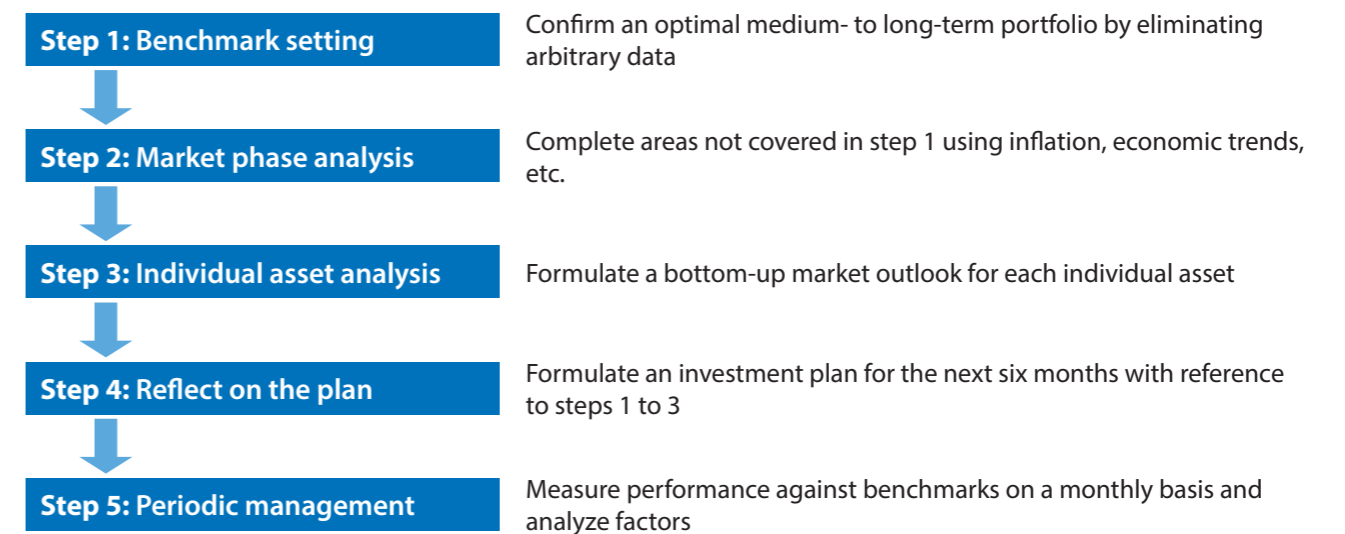 Step 1: Benchmark setting
Confirm an optimal medium- to long-term portfolio by eliminating
arbitrary data
Step 2: Market phase analysis
Complete areas not covered in step 1 using inflation, economic trends,
etc.
Step 3: Individual asset analysis
Formulate a bottom-up market outlook for each individual asset
Step 4: Reflect on the plan
Formulate an investment plan for the next six months with reference
to steps 1 to 3
Step 5: Periodic management
Measure performance against benchmarks on a monthly basis and
analyze factors